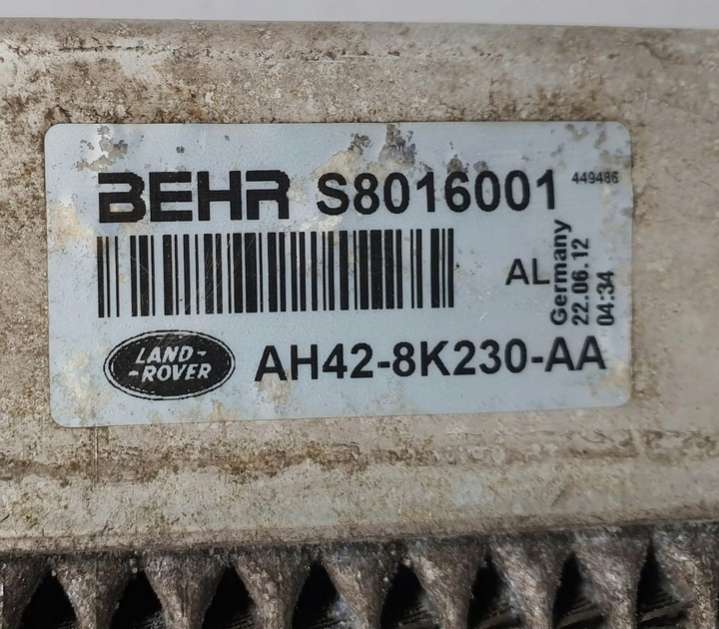 BEHR S8016001 449486
AL
Germany
22.06.12
04:34
LAND-
-ROVER
AH42-8K230-AA